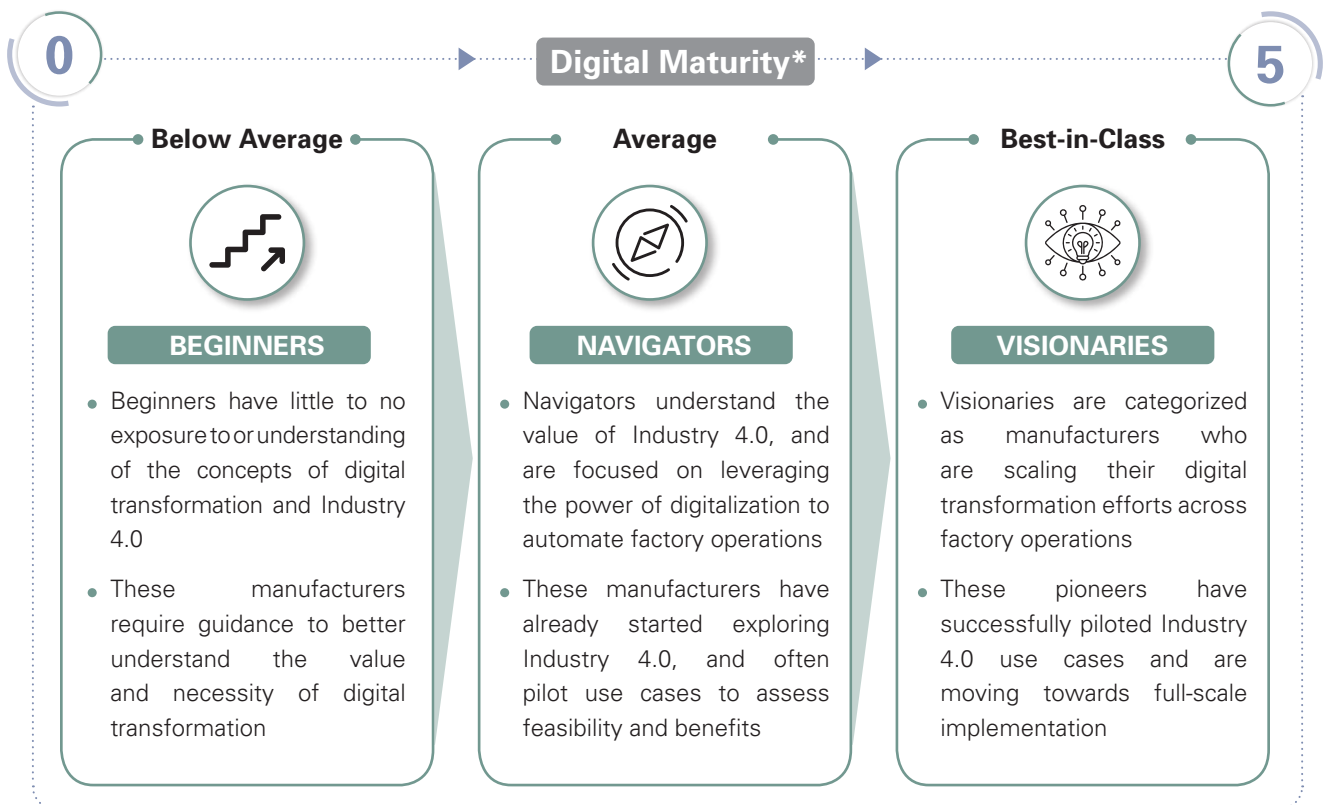 0
Digital Maturity*
5
Below Average
BEGINNERS
Beginners have little to no
exposure to or understanding
of the concepts of digital
transformation and Industry
4.0
These manufacturers
require guidance to better
understand the value
and necessity of digital
transformation
Average
NAVIGATORS
Navigators understand the
value of Industry 4.0, and
are focused on leveraging
the power of digitalization to
automate factory operations
These manufacturers have
already started exploring
Industry 4.0, and often
pilot use cases to assess
feasibility and benefits
Best-in-Class
VISIONARIES
Visionaries are categorized
as manufacturers who
are scaling their digital
transformation efforts across
factory operations
These pioneers have
successfully piloted Industry
4.0 use cases and are
moving towards full-scale
implementation